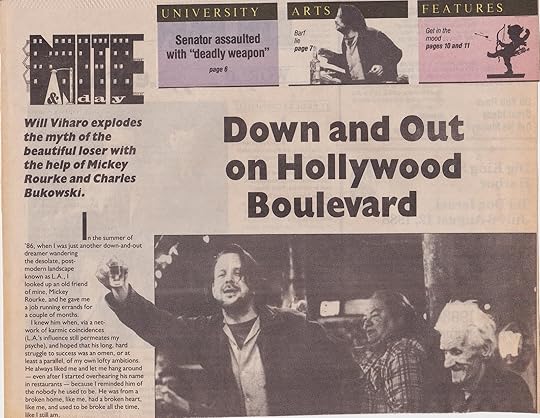 NITE
& day
UNIVERSITY
Senator assaulted
with "deadly weapon"
page 6
ARTS
Barf
lie
page 7
FEATURES
Get in the
mood . . .
pages 10 and 11
Will Viharo explodes
the myth of the
beautiful loser with
the help of Mickey
Rourke and Charles
Bukowski.
Down and Out
on Hollywood
Boulevard
In the summer of
'86, when I was just another down-and-out
dreamer wandering
the desolate, post-
modern landscape
known as L.A., I
looked up an old friend
of mine, Mickey
Rourke, and he gave me
a job running errands for
a couple of months.
I knew him when, via a net-
work of karmic coincidences
(L.A.'s influence still permeates my
psyche), and hoped that his long, hard
struggle to success was an omen, or at
least a parallel, of my own lofty ambitions.
He always liked me and let me hang around
— even after I started overhearing his name
in restaurants — because I reminded him of
the nobody he used to be. He was from a
broken home, like me, had a broken heart,
like me, and used to be broke all the time,
like I still am.